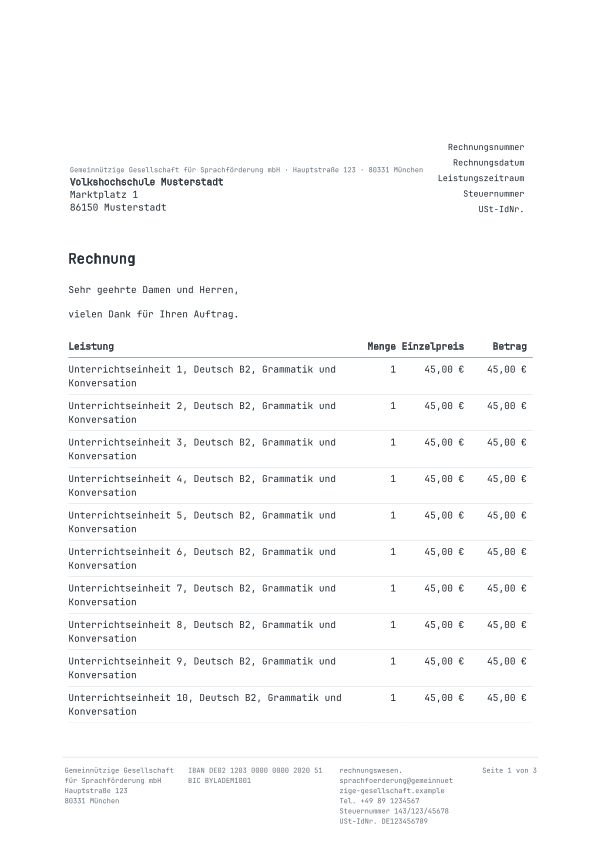 Rechnungsnummer
Rechnungsdatum
Leistungszeitraum
Steuernummer
USt-IdNr.
Gemeinnützige Gesellschaft für Sprachförderung mbH · Hauptstraße 123 · 80331 München
Volkshochschule Musterstadt
Marktplatz 1
86150 Musterstadt
Rechnung
Sehr geehrte Damen und Herren,
vielen Dank für Ihren Auftrag.
Leistung Menge Einzelpreis Betrag
Unterrichtseinheit 1, Deutsch B2, Grammatik und 1 45,00 € 45,00 €
Konversation
Unterrichtseinheit 2, Deutsch B2, Grammatik und 1 45,00 € 45,00 €
Konversation
Unterrichtseinheit 3, Deutsch B2, Grammatik und 1 45,00 € 45,00 €
Konversation
Unterrichtseinheit 4, Deutsch B2, Grammatik und 1 45,00 € 45,00 €
Konversation
Unterrichtseinheit 5, Deutsch B2, Grammatik und 1 45,00 € 45,00 €
Konversation
Unterrichtseinheit 6, Deutsch B2, Grammatik und 1 45,00 € 45,00 €
Konversation
Unterrichtseinheit 7, Deutsch B2, Grammatik und 1 45,00 € 45,00 €
Konversation
Unterrichtseinheit 8, Deutsch B2, Grammatik und 1 45,00 € 45,00 €
Konversation
Unterrichtseinheit 9, Deutsch B2, Grammatik und 1 45,00 € 45,00 €
Konversation
Unterrichtseinheit 10, Deutsch B2, Grammatik und 1 45,00 € 45,00 €
Konversation
Gemeinnützige Gesellschaft
für Sprachförderung mbH
Hauptstraße 123
80331 München
IBAN DE02 1203 0000 0000 2020 51
BIC BYLADEM1001
rechnungswesen.
sprachfoerderung@gemeinnuet
zige-gesellschaft.example
Tel. +49 89 1234567
Steuernummer 143/123/45678
USt-IdNr. DE123456789
Seite 1 von 3